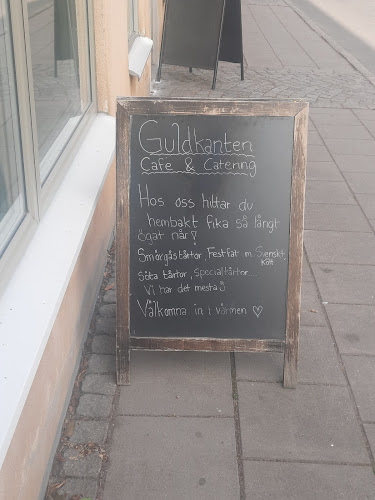 Guldkanten
Cafe & Catering
Hos oss hittar du
hembakt fika så långt
ögat når!
Smörgåstårtor, Festfat m. Svenskt
Kött
Söta tårtor, specialtårtor
Vi har det mesta
Välkomna in i värmen ♡